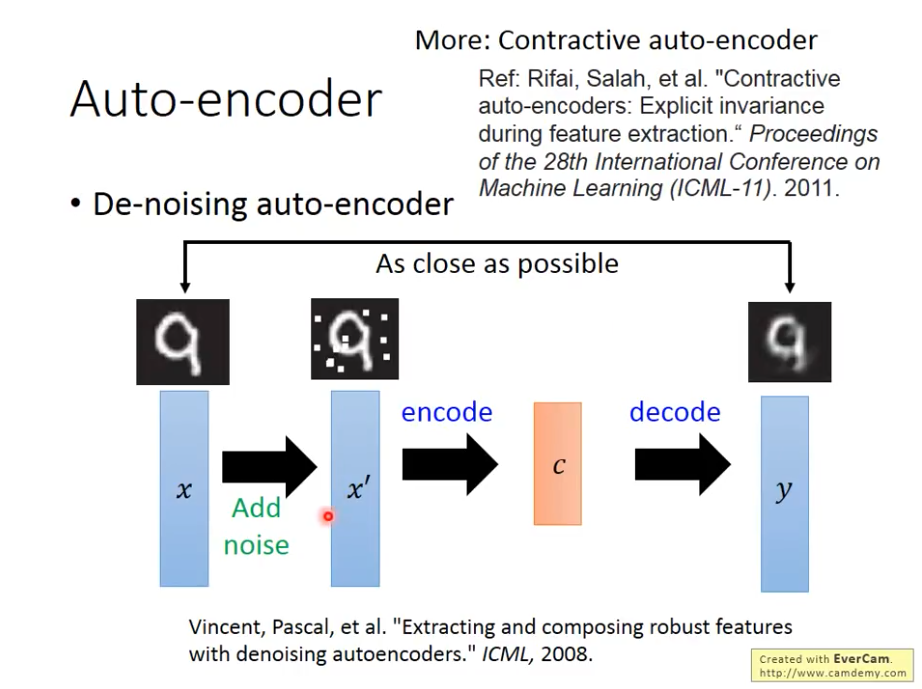 More: Contractive auto-encoder
Auto-encoder
Ref: Rifai, Salah, et al. "Contractive
auto-encoders: Explicit invariance
during feature extraction.“ Proceedings
of the 28th International Conference on
Machine Learning (ICML-11). 2011.
• De-noising auto-encoder
As close as possible
encode
decode
x
x′
c
y
Add
noise
Vincent, Pascal, et al. "Extracting and composing robust features
with denoising autoencoders." ICML, 2008.
Created with EverCam.
http://www.camdemy.com